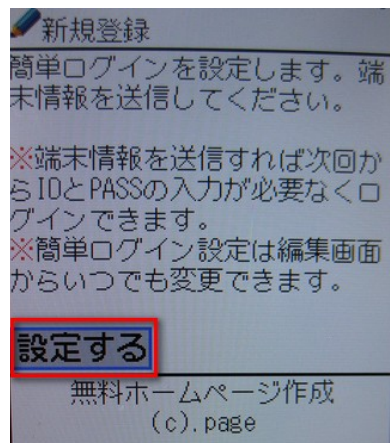 新規登録
簡単ログインを設定します。端
末情報を送信してください。
※端末情報を送信すれば次回か
らIDとPASSの入力が必要なくロ
グインできます。
※簡単ログイン設定は編集画面
からいつでも変更できます。
設定する
無料ホームページ作成
(c).page